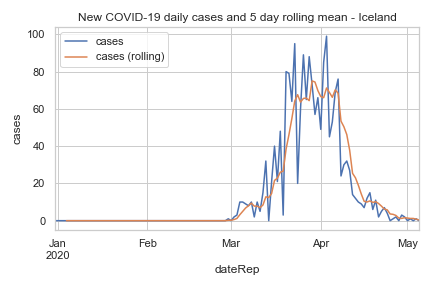 New COVID-19 daily cases and 5 day rolling mean - Iceland
cases
cases (rolling)
100
80
60
40
20
0
cases
Jan Feb Mar Apr May
2020
dateRep